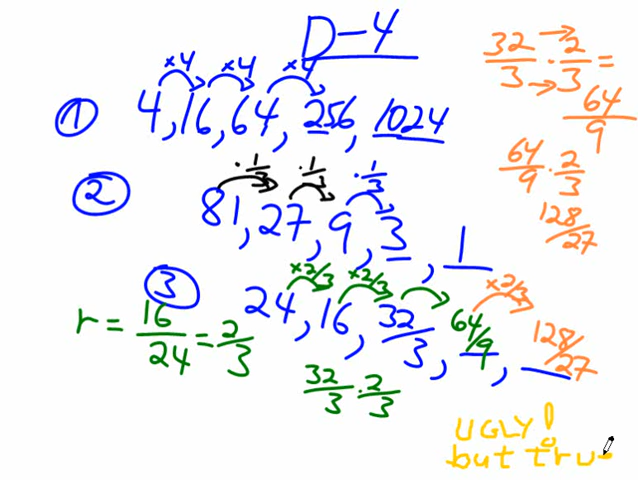 D-4
×4 ×4 ×4
① 4, 16, 64, 256, 1024
· 1/3 · 1/3 · 1/3
② 81, 27, 9, 3, 1
③ ×2/3 ×2/3 ×2/3
24, 16, 32/3, 64/9, 128/27
r = 16/24 = 2/3
32/3 · 2/3
32/3 · 2/3 =
64/9
64/9 · 2/3
128/27
UGLY!
but tru